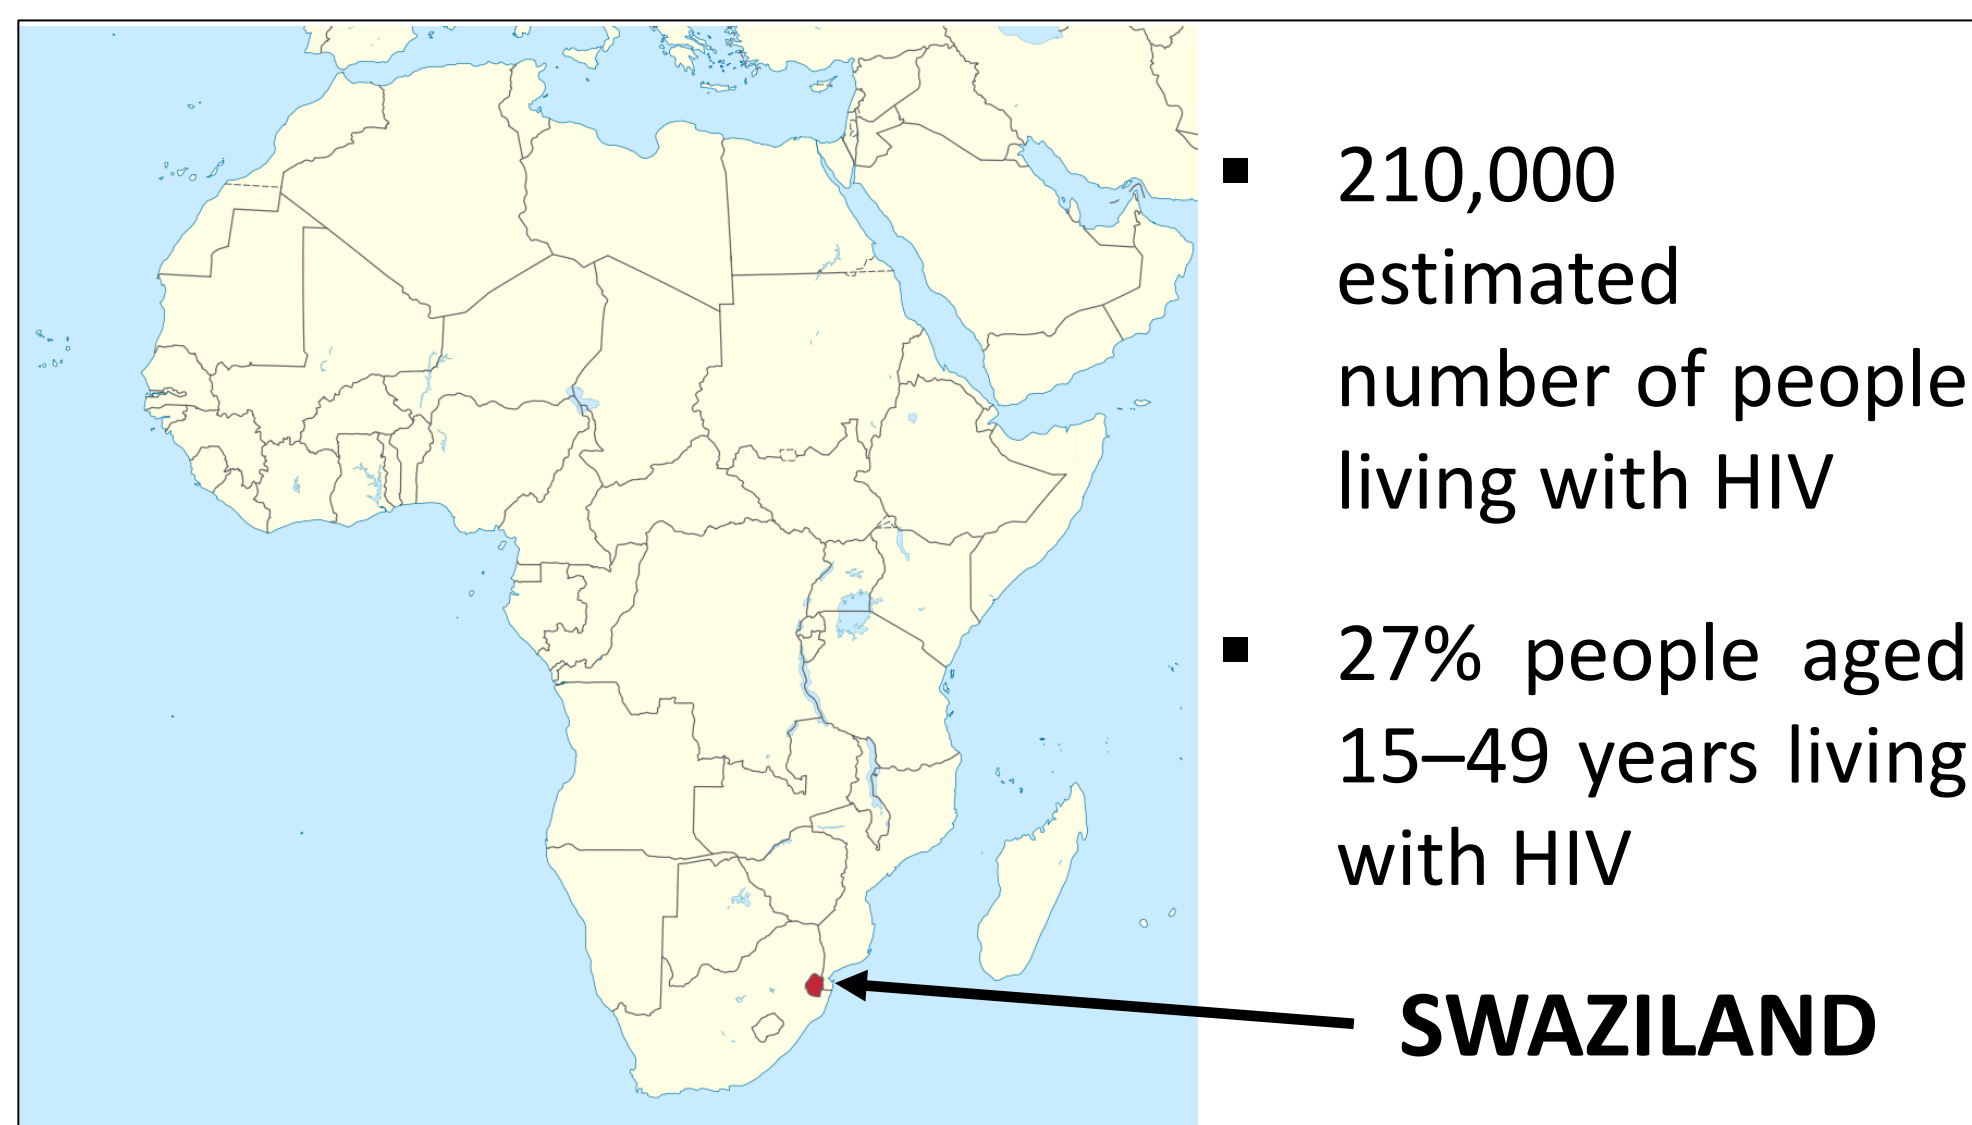 ▪ 210,000
estimated
number of people
living with HIV
▪ 27% people aged
15–49 years living
with HIV
SWAZILAND